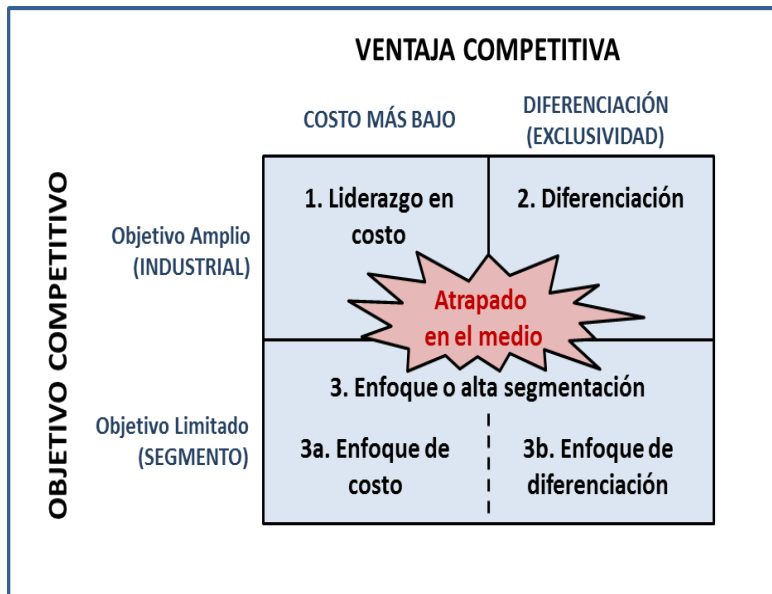 VENTAJA COMPETITIVA
COSTO MÁS BAJO
DIFERENCIACIÓN
(EXCLUSIVIDAD)
OBJETIVO COMPETITIVO
Objetivo Amplio
(INDUSTRIAL)
1. Liderazgo en
costo
2. Diferenciación
Atrapado
en el medio
Objetivo Limitado
(SEGMENTO)
3. Enfoque o alta segmentación
3a. Enfoque de
costo
3b. Enfoque de
diferenciación